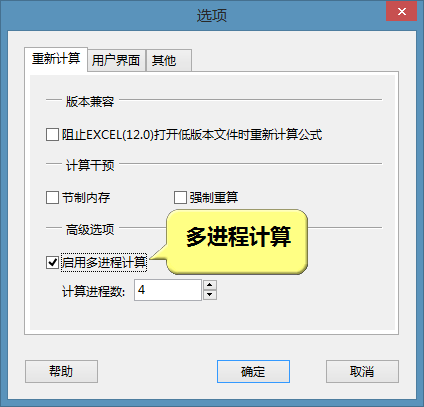 选项
重新计算 用户界面 其他
版本兼容
阻止EXCEL(12.0)打开低版本文件时重新计算公式
计算干预
节制内存 强制重算
高级选项
多进程计算
启用多进程计算
计算进程数: 4
帮助 确定 取消